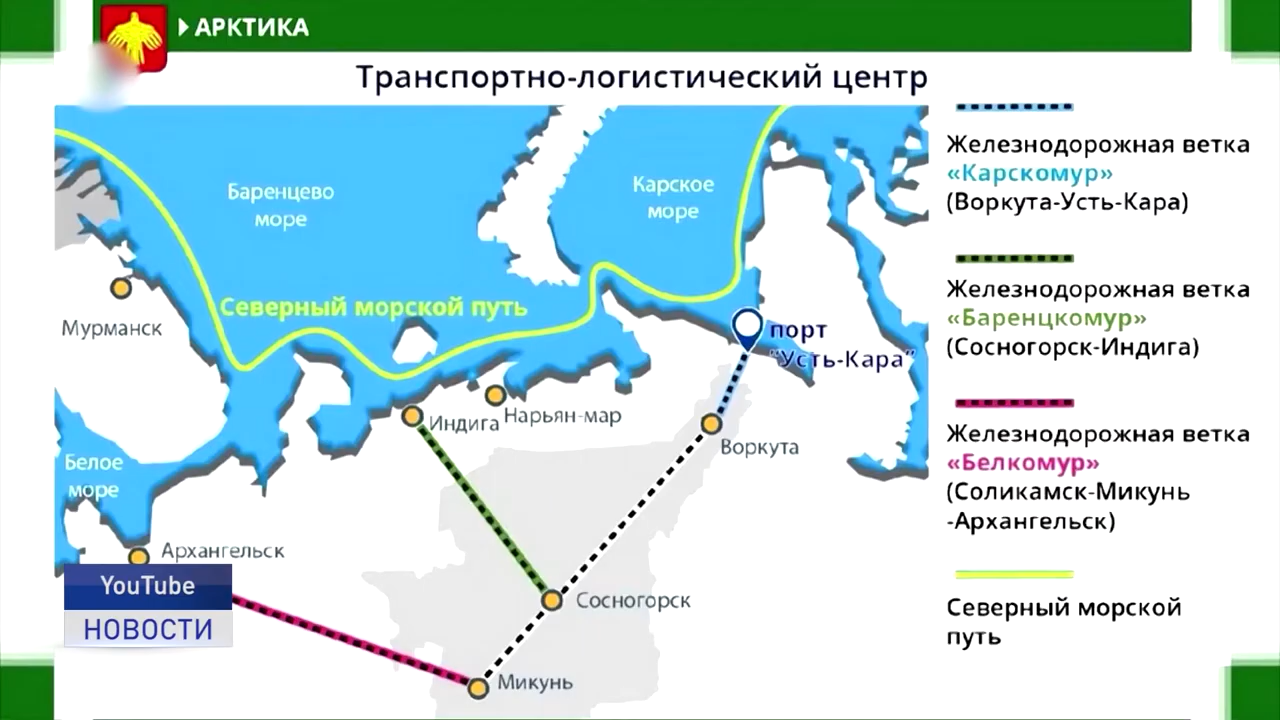 АРКТИКА
Транспортно-логистический центр
Баренцево
море
Карское
море
Северный морской путь
Мурманск
порт
"Усть-Кара"
Индига
Нарьян-мар
Воркута
Белое
море
Архангельск
Сосногорск
Микунь
YouTube
НОВОСТИ
Железнодорожная ветка
«Карскомур»
(Воркута-Усть-Кара)
Железнодорожная ветка
«Баренцкомур»
(Сосногорск-Индига)
Железнодорожная ветка
«Белкомур»
(Соликамск-Микунь
-Архангельск)
Северный морской
путь